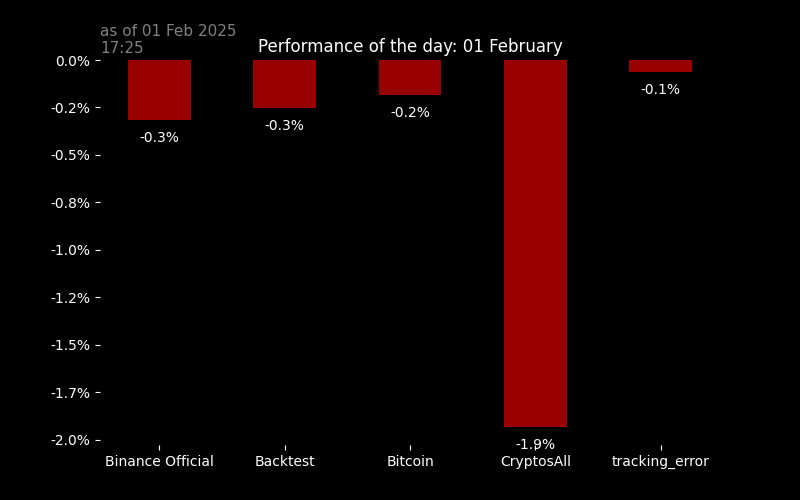 as of 01 Feb 2025
17:25
Performance of the day: 01 February
0.0%
-0.2%
-0.5%
-0.8%
-1.0%
-1.2%
-1.5%
-1.7%
-2.0%
-0.3%
-0.3%
-0.2%
-1.9%
-0.1%
Binance Official
Backtest
Bitcoin
CryptosAll
tracking_error